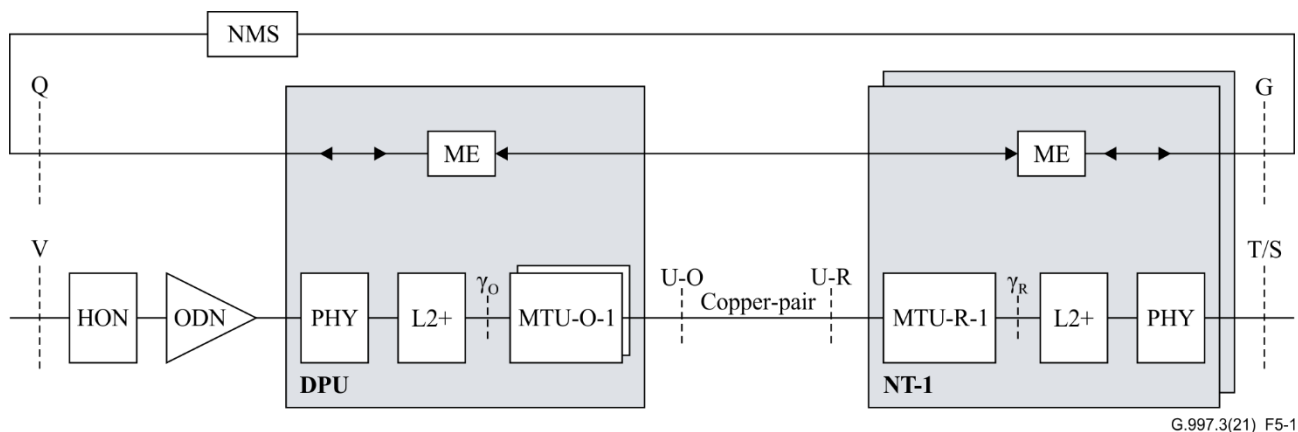 NMS
Q
G
ME
ME
V
T/S
U-O
U-R
γO
γR
Copper-pair
HON
ODN
PHY
L2+
MTU-O-1
MTU-R-1
L2+
PHY
DPU
NT-1
G.997.3(21) F5-1